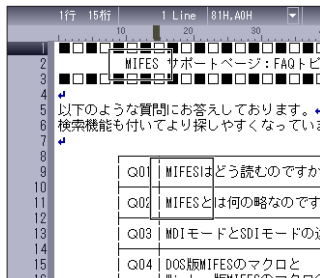 1行 15桁 1 Line 81H,A0H
10 20 30
1 ■□■□■□■□■□■□■□■□■□■□■□
2 MIFES サポートページ：FAQトピ
3 ■□■□■□■□■□■□■□■□■□■□■□
4
5 以下のような質問にお答えしております。
6 検索機能も付いてより探しやすくなってい
7
8
9 Q01 MIFESはどう読むのですか
10
11 Q02 MIFESとは何の略なのです
12
13 Q03 MDIモードとSDIモードの
14
15 Q04 DOS版MIFESのマクロと
16